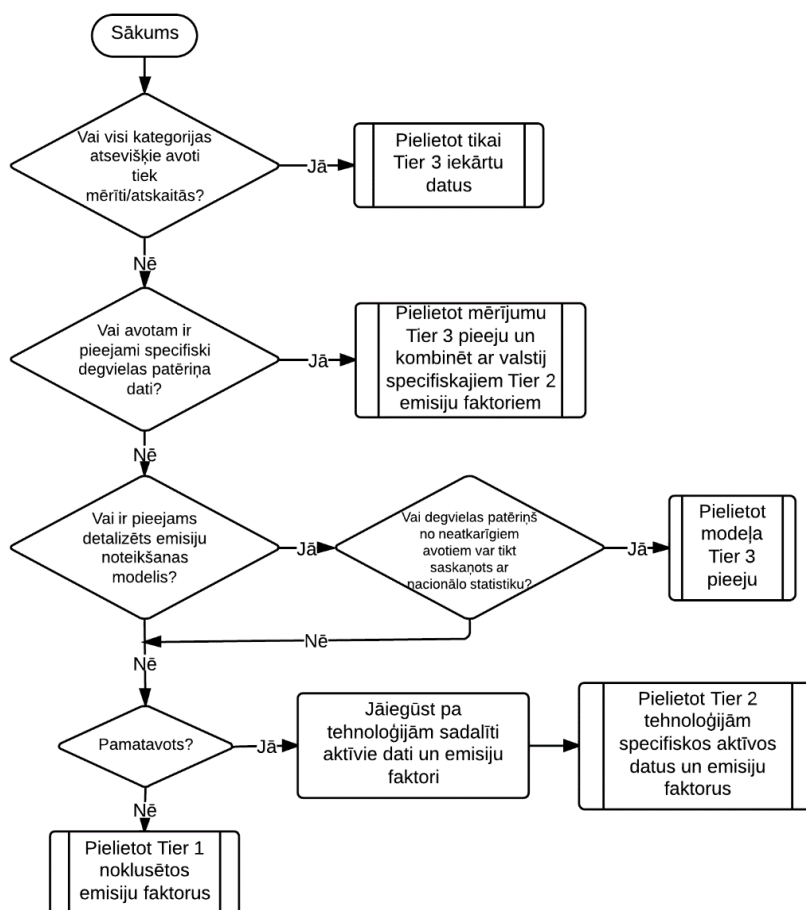 Sākums
Vai visi kategorijas
atsevišķie avoti
tiek
mērīti/atskaitās?
Jā
Pielietot tikai
Tier 3 iekārtu
datus
Nē
Vai avotam ir
pieejami specifiski
degvielas patēriņa
dati?
Jā
Pielietot mērījumu
Tier 3 pieeju un
kombinēt ar valstij
specifiskajiem Tier 2
emisiju faktoriem
Nē
Vai ir pieejams
detalizēts emisiju
noteikšanas
modelis?
Jā
Vai degvielas patēriņš
no neatkarīgiem
avotiem var tikt
saskaņots ar
nacionālo statistiku?
Jā
Pielietot
modeļa
Tier 3
pieeju
Nē
Nē
Pamatavots?
Jā
Jāiegūst pa
tehnoloģijām sadalīti
aktīvie dati un emisiju
faktori
Pielietot Tier 2
tehnoloģijām
specifiskos aktīvos
datus un emisiju
faktorus
Nē
Pielietot Tier 1
noklusētos
emisiju faktorus